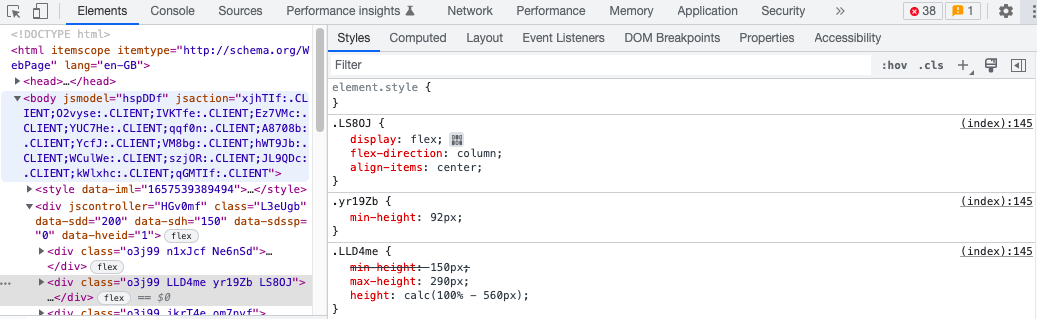 Elements Console Sources Performance insights Network Performance Memory Application Security » 38 1
<!DOCTYPE html>
<html itemscope itemtype="http://schema.org/W
ebPage" lang="en-GB">
<head>…</head>
<body jsmodel="hspDDf" jsaction="xjhTIf:.CL
IENT;O2vyse:.CLIENT;IVKTfe:.CLIENT;Ez7VMc:.
CLIENT;YUC7He:.CLIENT;qqf0n:.CLIENT;A8708b:
.CLIENT;YcfJ:.CLIENT;VM8bg:.CLIENT;hWT9Jb:.
CLIENT;WCulWe:.CLIENT;szjOR:.CLIENT;JL9QDc:
.CLIENT;kWlxhc:.CLIENT;qGMTIf:.CLIENT">
<style data-iml="1657539389494">…</style>
<div jscontroller="HGv0mf" class="L3eUgb"
data-sdd="200" data-sdh="150" data-sdssp=
"0" data-hveid="1"> flex
<div class="o3j99 n1xJcf Ne6nSd">…
</div> flex
<div class="o3j99 LLD4me yr19Zb LS8OJ">
…</div> flex == $0
<div class="o3j99 ikrT4e om7nvf">
Styles Computed Layout Event Listeners DOM Breakpoints Properties Accessibility
Filter :hov .cls
element.style {
}
.LS8OJ { (index):145
display: flex;
flex-direction: column;
align-items: center;
}
.yr19Zb { (index):145
min-height: 92px;
}
.LLD4me { (index):145
min-height: 150px;
max-height: 290px;
height: calc(100% - 560px);
}